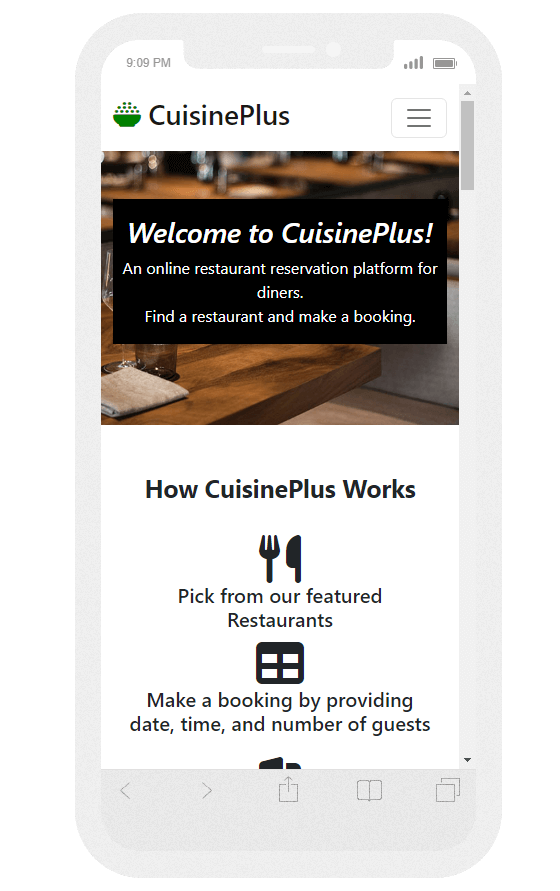 9:09 PM
CuisinePlus
Welcome to CuisinePlus!
An online restaurant reservation platform for
diners.
Find a restaurant and make a booking.
How CuisinePlus Works
Pick from our featured
Restaurants
Make a booking by providing
date, time, and number of guests